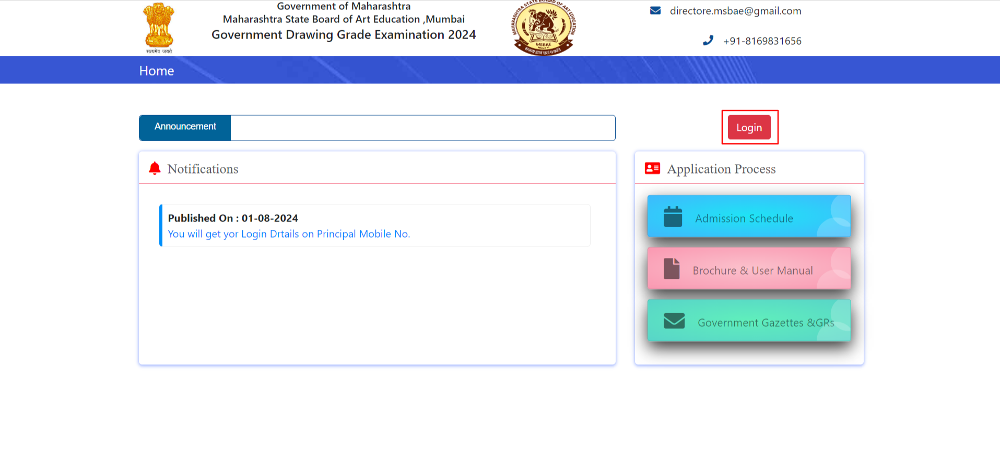 Government of Maharashtra
Maharashtra State Board of Art Education ,Mumbai
Government Drawing Grade Examination 2024
सत्यमेव जयते
MAHARASHTRA STATE BOARD OF ART EDUCATION
MSBAE
MUMBAI
directore.msbae@gmail.com
+91-8169831656
Home
Announcement
Login
Notifications
Published On : 01-08-2024
You will get yor Login Drtails on Principal Mobile No.
Application Process
Admission Schedule
Brochure & User Manual
Government Gazettes &GRs